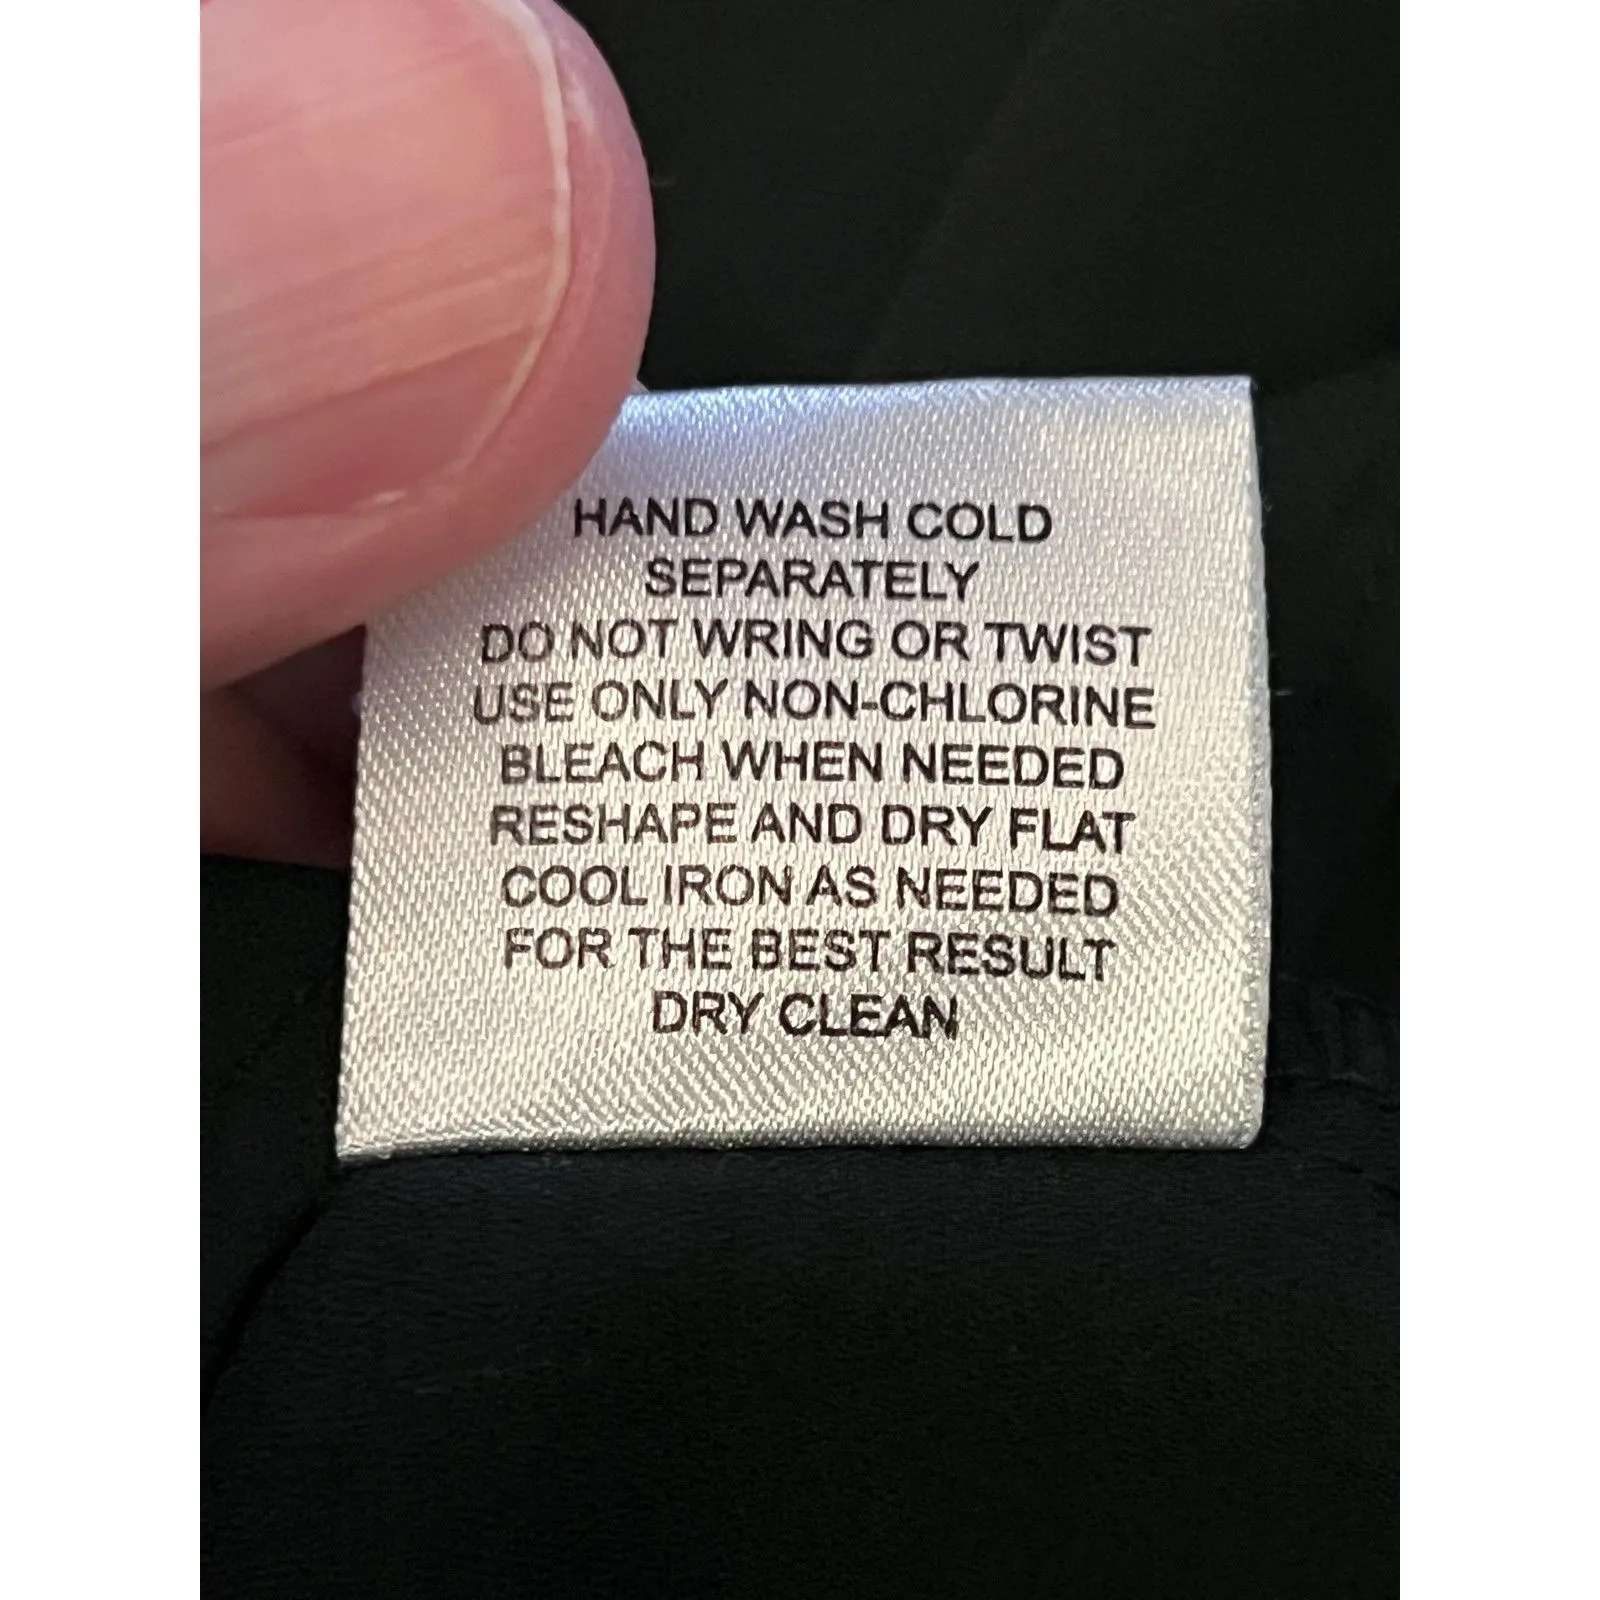 HAND WASH COLD
SEPARATELY
DO NOT WRING OR TWIST
USE ONLY NON-CHLORINE
BLEACH WHEN NEEDED
RESHAPE AND DRY FLAT
COOL IRON AS NEEDED
FOR THE BEST RESULT
DRY CLEAN